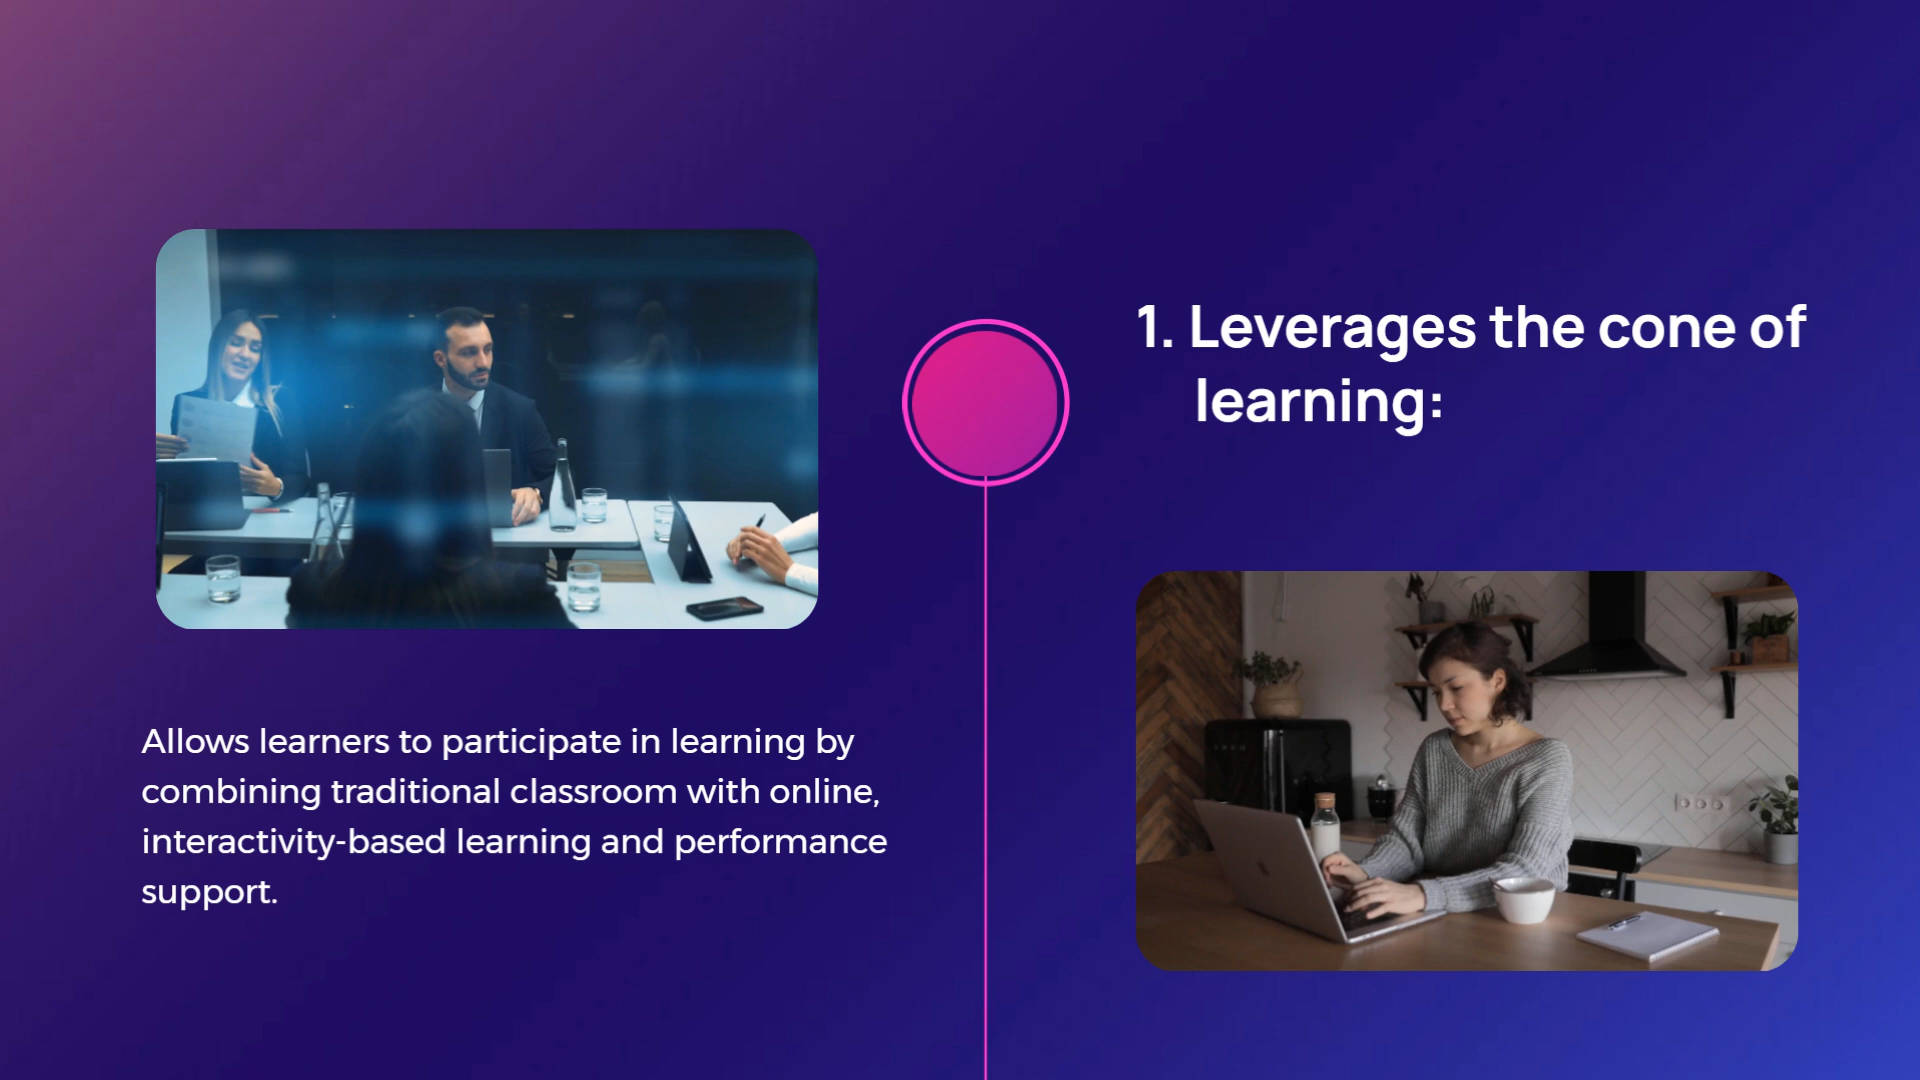 1. Leverages the cone of
learning:
Allows learners to participate in learning by
combining traditional classroom with online,
interactivity-based learning and performance
support.